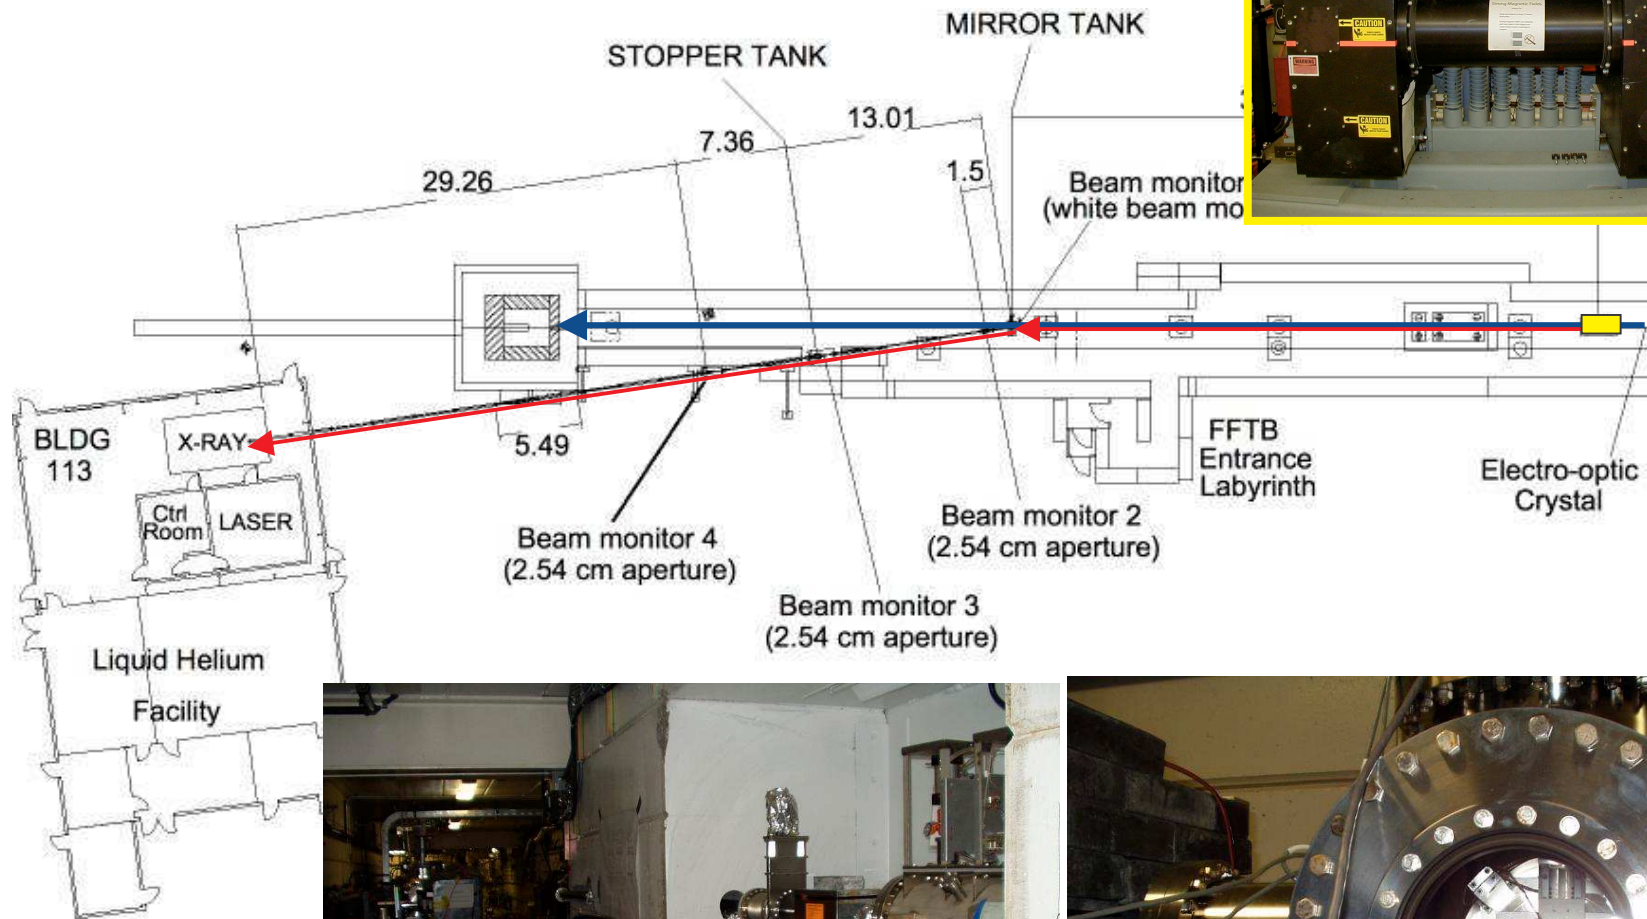 MIRROR TANK
STOPPER TANK
13.01
7.36
29.26
1.5
Beam monitor
(white beam mo
CAUTION
WARNING
CAUTION
BLDG
113
X-RAY
5.49
Ctrl
Room
LASER
FFTB
Entrance
Labyrinth
Electro-optic
Crystal
Beam monitor 4
(2.54 cm aperture)
Beam monitor 2
(2.54 cm aperture)
Beam monitor 3
(2.54 cm aperture)
Liquid Helium
Facility